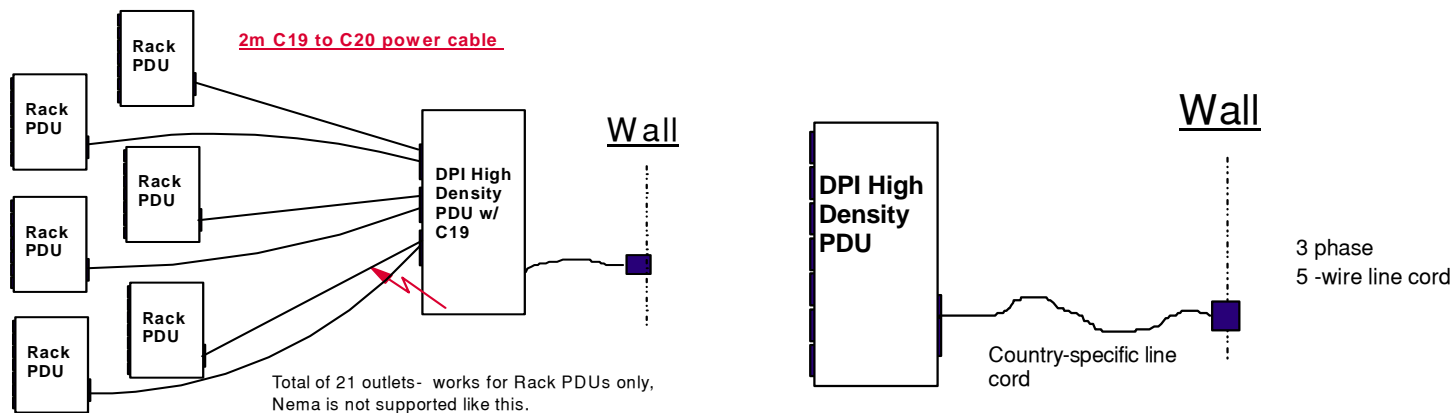 2m C19 to C20 power cable
Rack
PDU
Rack
PDU
Rack
PDU
Rack
PDU
Rack
PDU
Rack
PDU
DPI High
Density
PDU w/
C19
Wall
Total of 21 outlets- works for Rack PDUs only,
Nema is not supported like this.
DPI High
Density
PDU
Wall
Country-specific line
cord
3 phase
5 -wire line cord